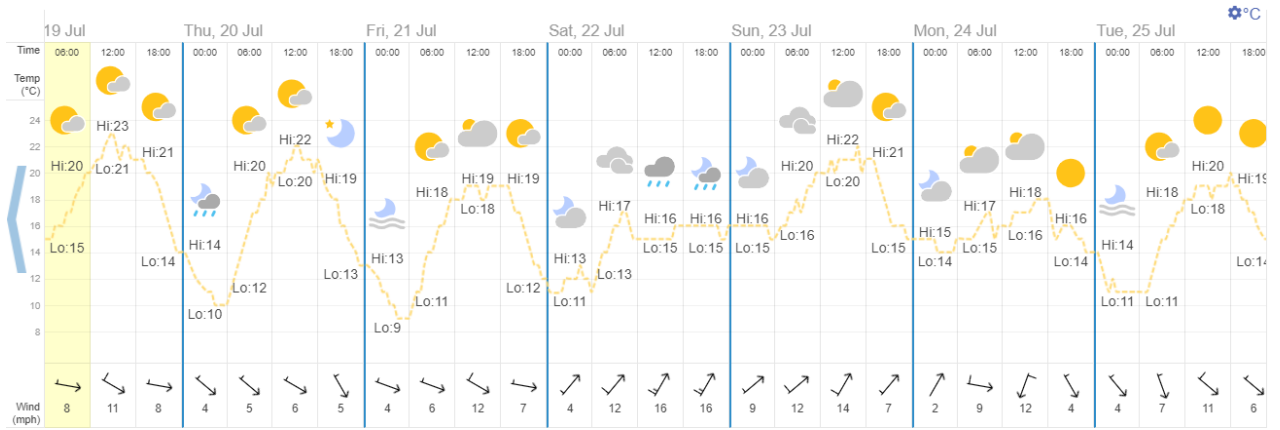 °C
19 Jul Thu, 20 Jul Fri, 21 Jul Sat, 22 Jul Sun, 23 Jul Mon, 24 Jul Tue, 25 Jul
Time 06:00 12:00 18:00 00:00 06:00 12:00 18:00 00:00 06:00 12:00 18:00 00:00 06:00 12:00 18:00 00:00 06:00 12:00 18:00 00:00 06:00 12:00 18:00 00:00 06:00 12:00 18:00
Temp
(°C)
24
22
20
18
16
14
12
10
8
Hi:20 Lo:15
Hi:23 Lo:21
Hi:21 Lo:14
Hi:14 Lo:10
Hi:20 Lo:12
Hi:22 Lo:20
Hi:19 Lo:13
Hi:13 Lo:9
Hi:18 Lo:11
Hi:19 Lo:18
Hi:19 Lo:12
Hi:13 Lo:11
Hi:17 Lo:13
Hi:16 Lo:15
Hi:16 Lo:15
Hi:16 Lo:15
Hi:20 Lo:16
Hi:22 Lo:20
Hi:21 Lo:15
Hi:15 Lo:14
Hi:17 Lo:15
Hi:18 Lo:16
Hi:16 Lo:14
Hi:14 Lo:11
Hi:18 Lo:11
Hi:20 Lo:18
Hi:19 Lo:14
Wind 8 11 8 4 5 6 5 4 6 12 7 4 12 16 16 9 12 14 7 2 9 12 4 4 7 11 6
(mph)